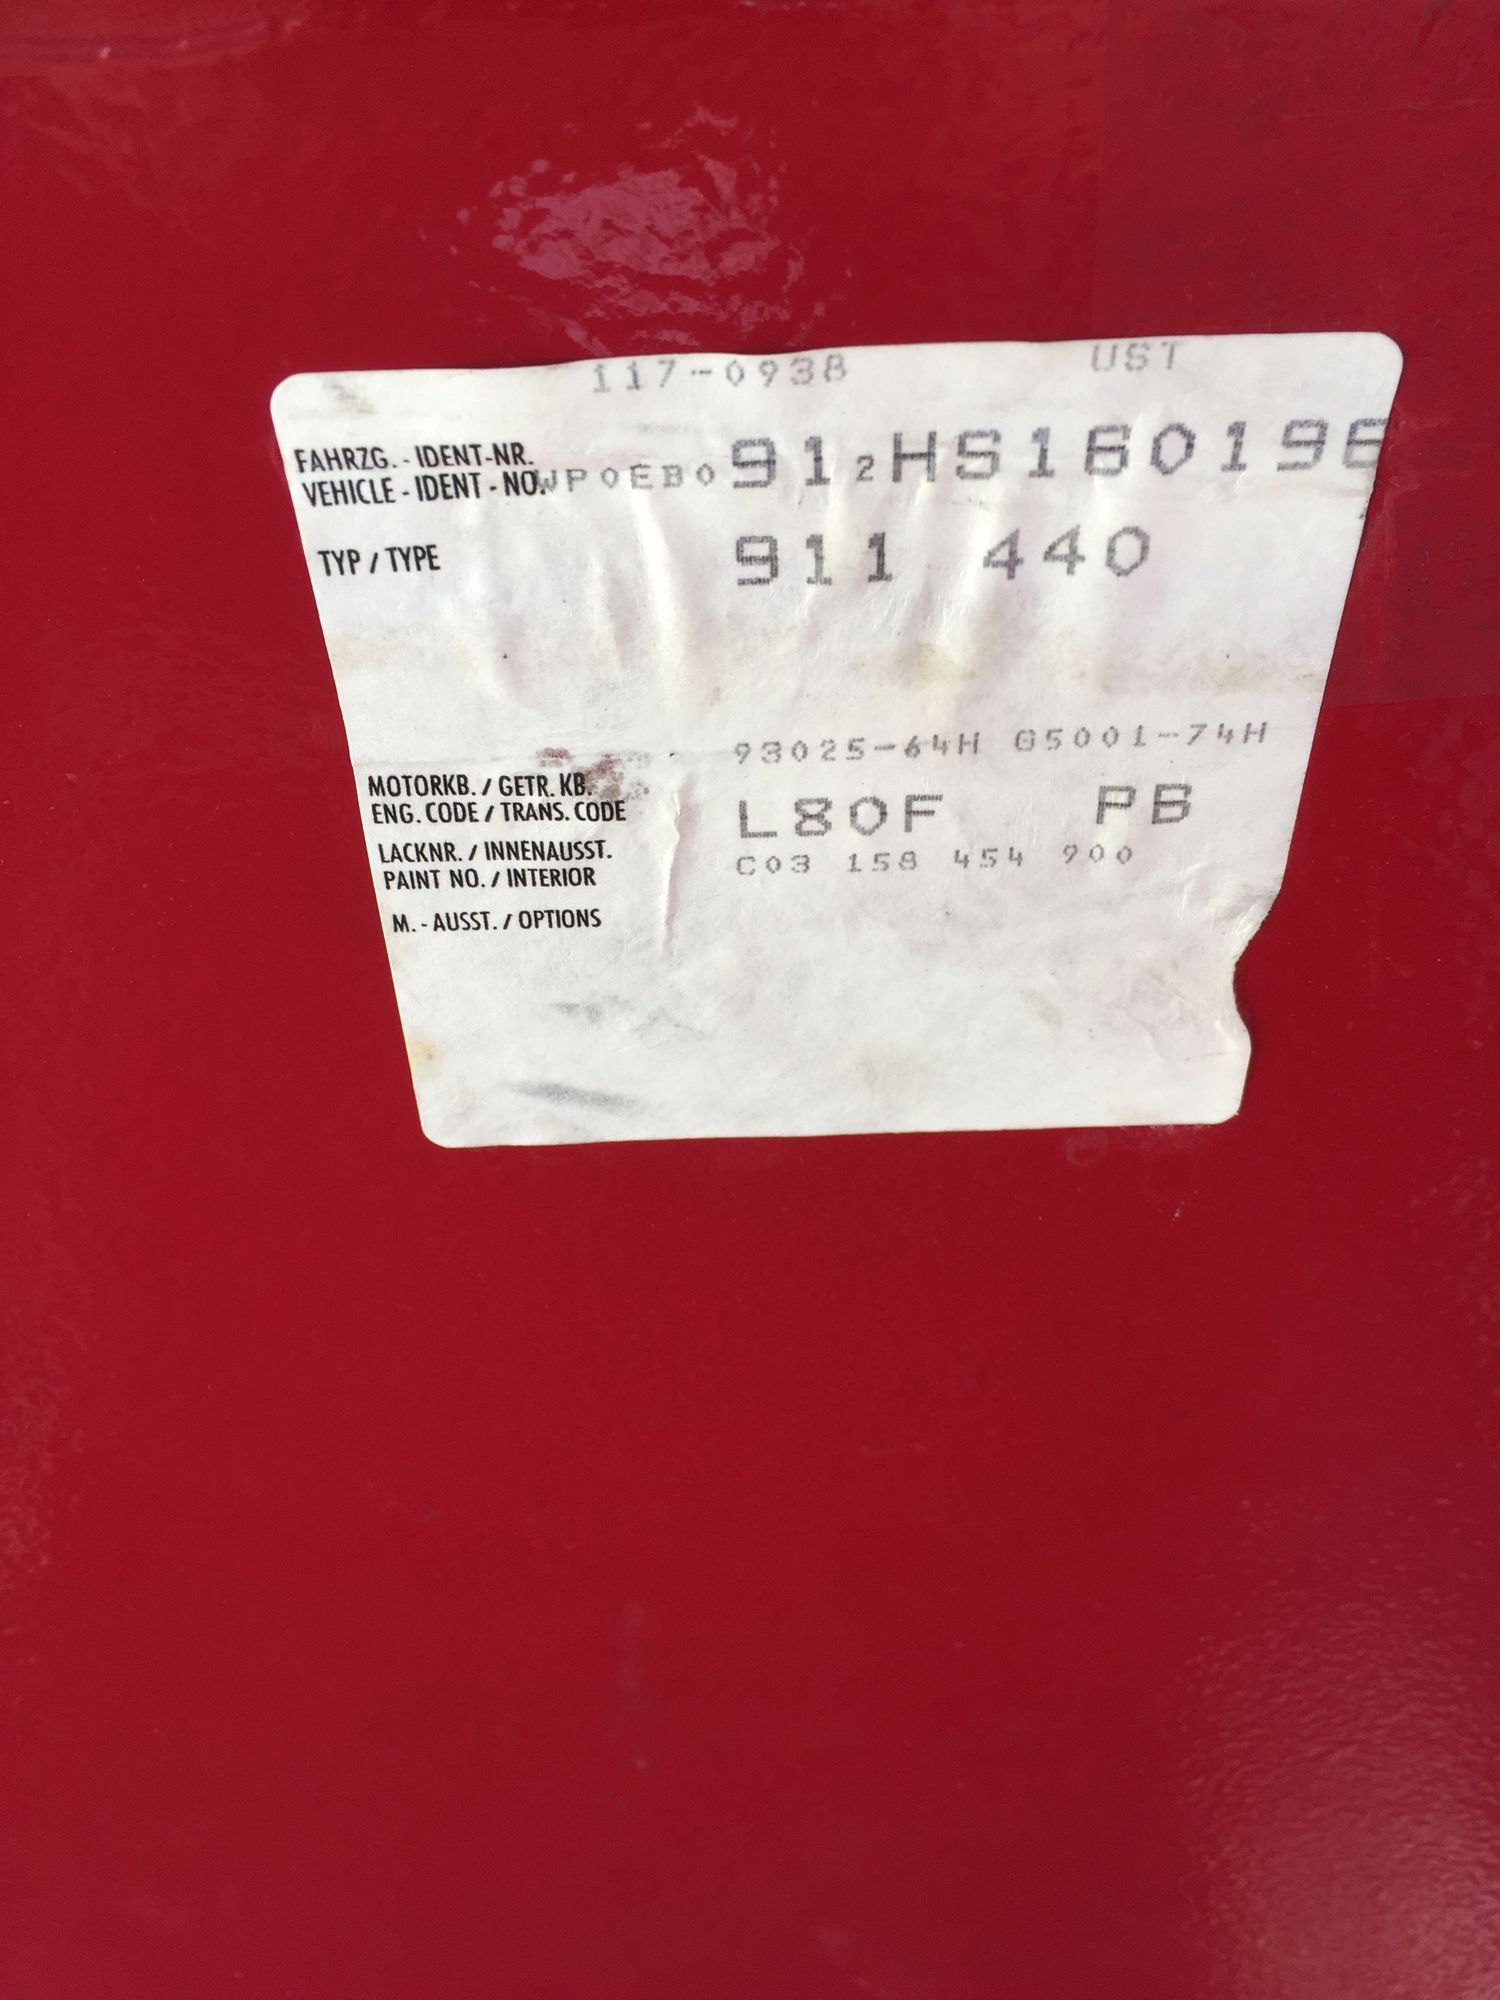 117-0938 UST
FAHRZG. - IDENT-NR.
VEHICLE - IDENT - NO. WP0EB0912HS160196
TYP / TYPE 911 440
93025-64H 05001-74H
MOTORKB. / GETR. KB.
ENG. CODE / TRANS. CODE L80F PB
LACKNR. / INNENAUSST. C03 158 454 900
PAINT NO. / INTERIOR
M. - AUSST. / OPTIONS